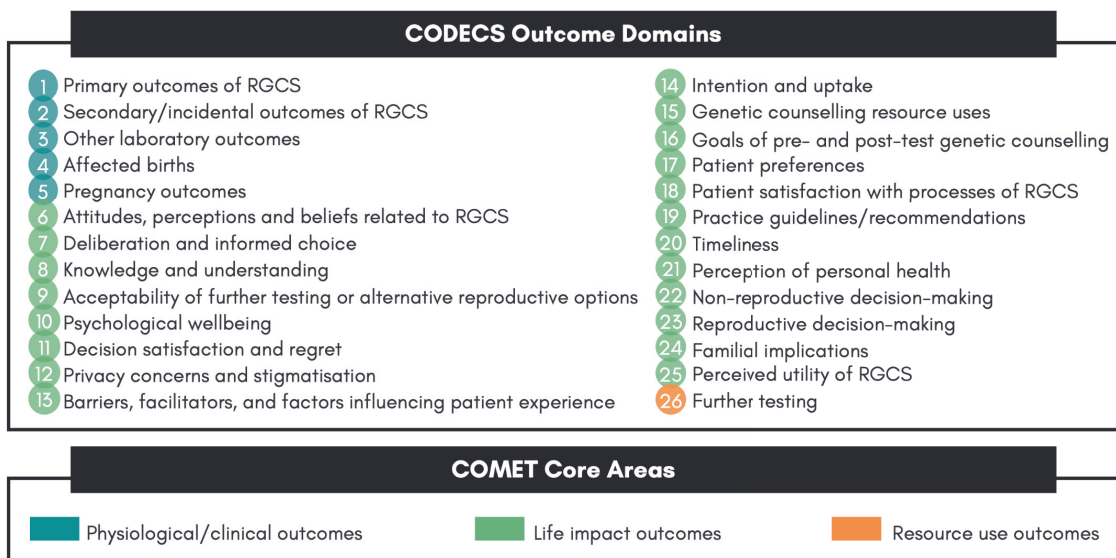 CODECS Outcome Domains
1 Primary outcomes of RGCS
2 Secondary/incidental outcomes of RGCS
3 Other laboratory outcomes
4 Affected births
5 Pregnancy outcomes
6 Attitudes, perceptions and beliefs related to RGCS
7 Deliberation and informed choice
8 Knowledge and understanding
9 Acceptability of further testing or alternative reproductive options
10 Psychological wellbeing
11 Decision satisfaction and regret
12 Privacy concerns and stigmatisation
13 Barriers, facilitators, and factors influencing patient experience
14 Intention and uptake
15 Genetic counselling resource uses
16 Goals of pre- and post-test genetic counselling
17 Patient preferences
18 Patient satisfaction with processes of RGCS
19 Practice guidelines/recommendations
20 Timeliness
21 Perception of personal health
22 Non-reproductive decision-making
23 Reproductive decision-making
24 Familial implications
25 Perceived utility of RGCS
26 Further testing
COMET Core Areas
Physiological/clinical outcomes
Life impact outcomes
Resource use outcomes